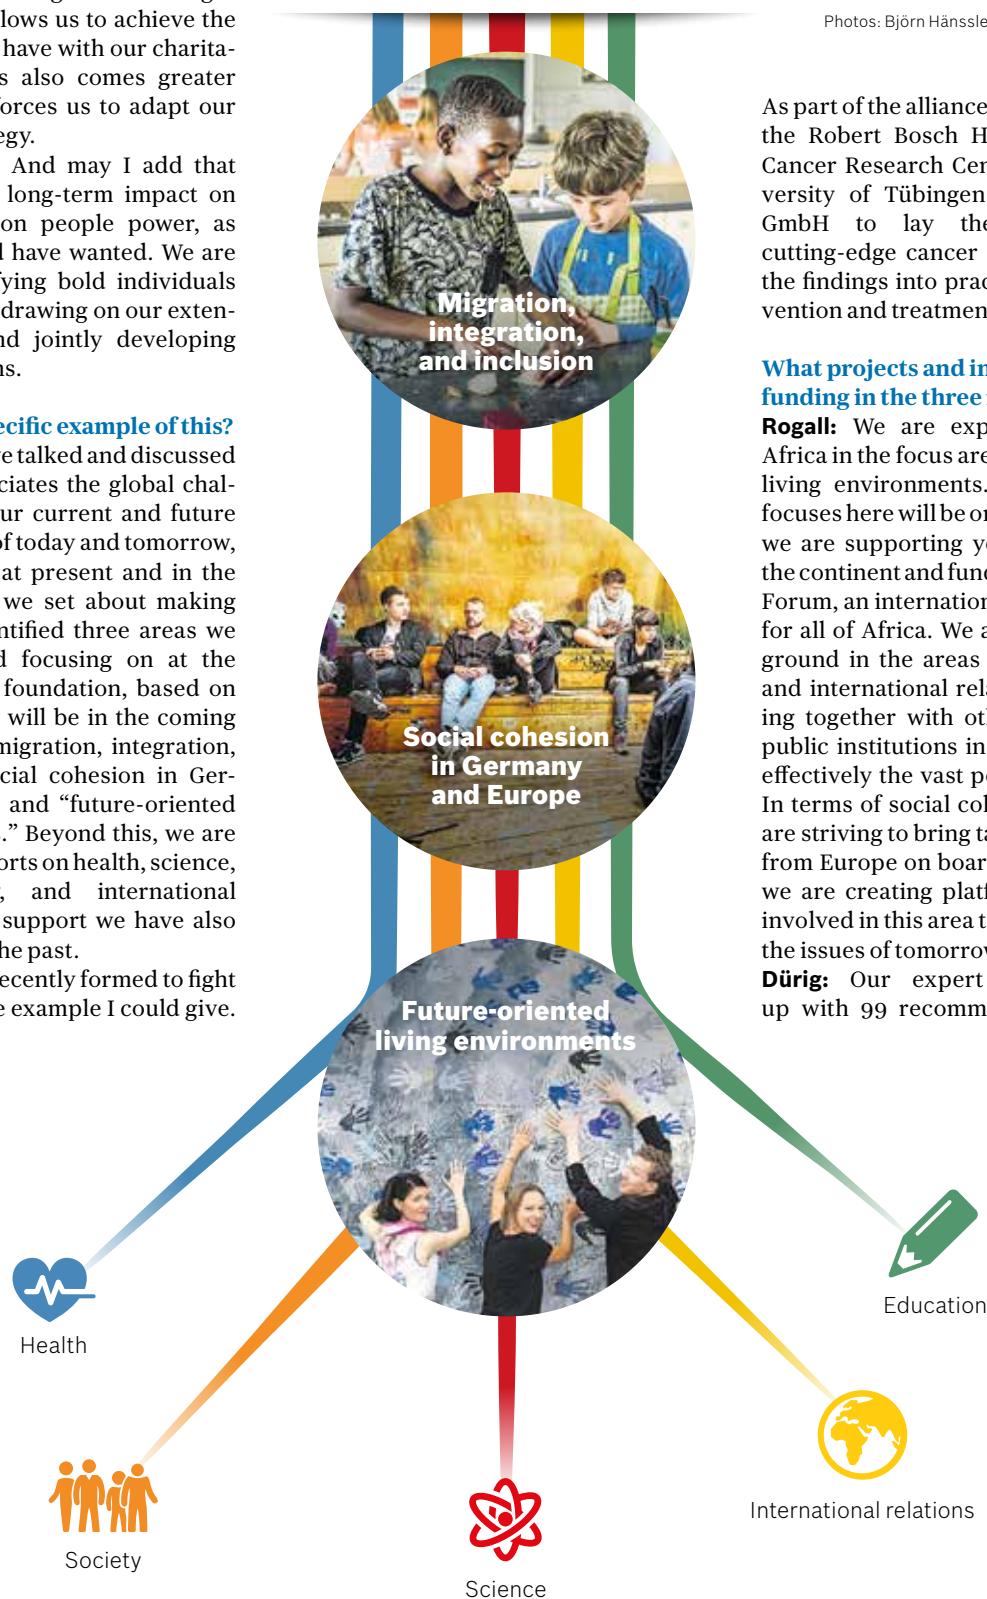 lows us to achieve the
have with our charita-
s also comes greater
forces us to adapt our
egy.
And may I add that
long-term impact on
on people power, as
d have wanted. We are
fying bold individuals
drawing on our exten-
nd jointly developing
ns.
ecific example of this?
ve talked and discussed
ciates the global chal-
ur current and future
of today and tomorrow,
at present and in the
we set about making
ntified three areas we
d focusing on at the
foundation, based on
will be in the coming
migration, integration,
cial cohesion in Ger-
and “future-oriented
.” Beyond this, we are
orts on health, science,
, and international
support we have also
he past.
recently formed to fight
e example I could give.
Migration,
integration,
and inclusion
Social cohesion
in Germany
and Europe
Future-oriented
living environments
Health
Society
Science
International relations
Education
Photos: Björn Hänssle
As part of the alliance
the Robert Bosch H
Cancer Research Cen
versity of Tübingen,
GmbH to lay the
cutting-edge cancer
the findings into prac
vention and treatmen
What projects and in
funding in the three
Rogall: We are exp
Africa in the focus are
living environments.
focuses here will be on
we are supporting yo
the continent and fund
Forum, an internation
for all of Africa. We a
ground in the areas
and international rela
ing together with oth
public institutions in
effectively the vast po
In terms of social coh
are striving to bring ta
from Europe on boar
we are creating platf
involved in this area to
the issues of tomorrow
Dürig: Our expert
up with 99 recomm